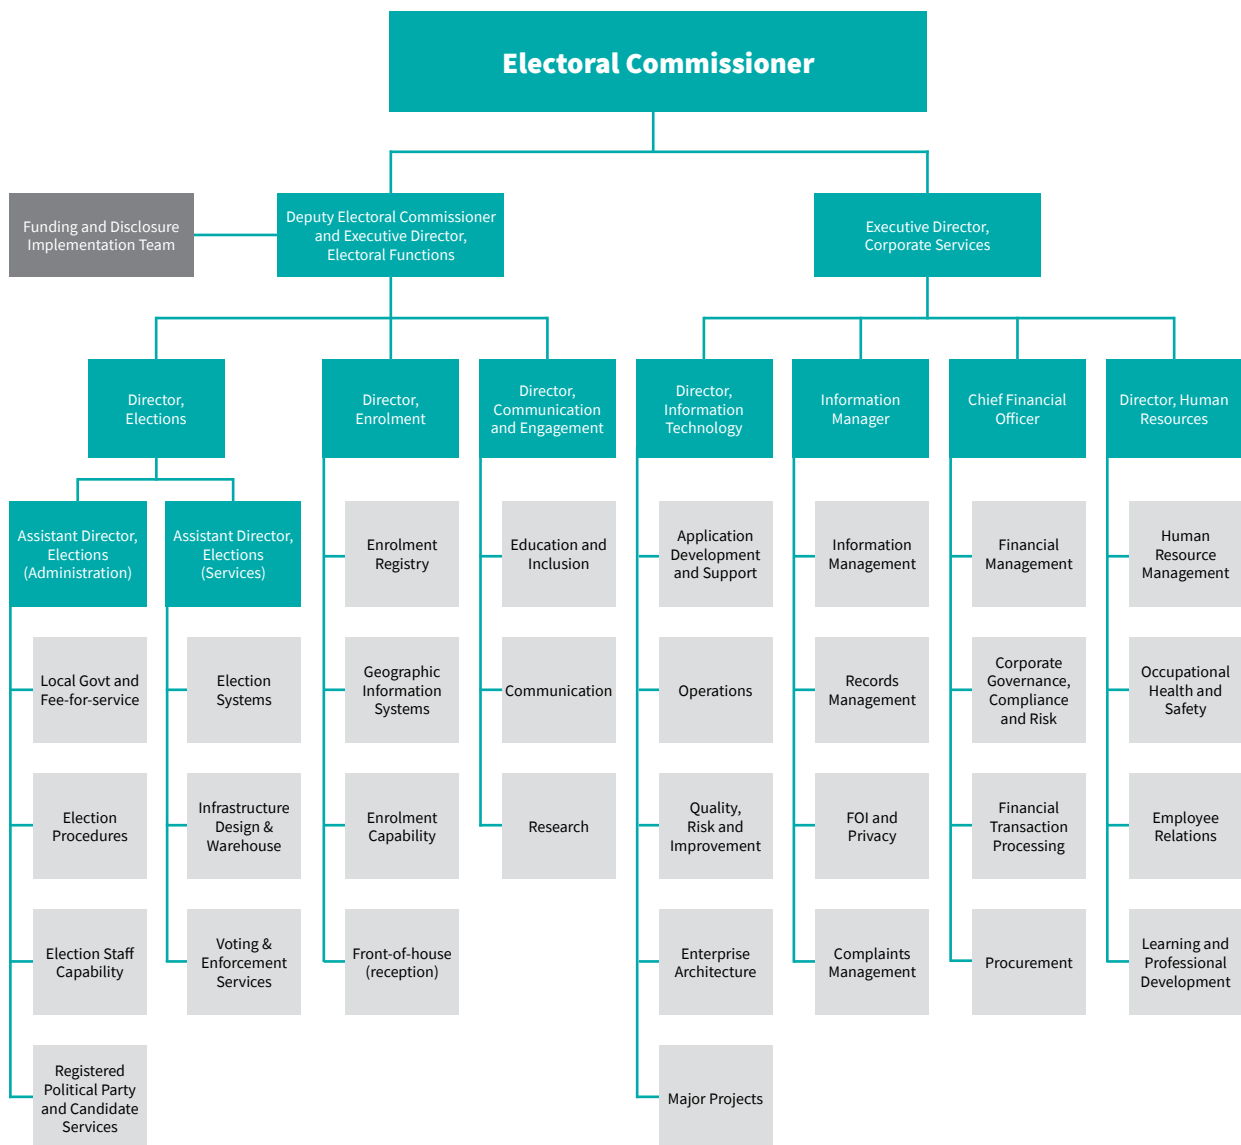 Electoral Commissioner
Funding and Disclosure
Implementation Team
Deputy Electoral Commissioner
and Executive Director,
Electoral Functions
Executive Director,
Corporate Services
Director,
Elections
Director,
Enrolment
Director,
Communication
and Engagement
Director,
Information
Technology
Information
Manager
Chief Financial
Officer
Director, Human
Resources
Assistant Director,
Elections
(Administration)
Assistant Director,
Elections
(Services)
Enrolment
Registry
Education and
Inclusion
Application
Development
and Support
Information
Management
Financial
Management
Human
Resource
Management
Local Govt and
Fee-for-service
Election
Systems
Geographic
Information
Systems
Communication
Operations
Records
Management
Corporate
Governance,
Compliance
and Risk
Occupational
Health and
Safety
Election
Procedures
Infrastructure
Design &
Warehouse
Enrolment
Capability
Research
Quality,
Risk and
Improvement
FOI and
Privacy
Financial
Transaction
Processing
Employee
Relations
Election Staff
Capability
Voting &
Enforcement
Services
Front-of-house
(reception)
Enterprise
Architecture
Complaints
Management
Procurement
Learning and
Professional
Development
Registered
Political Party
and Candidate
Services
Major Projects